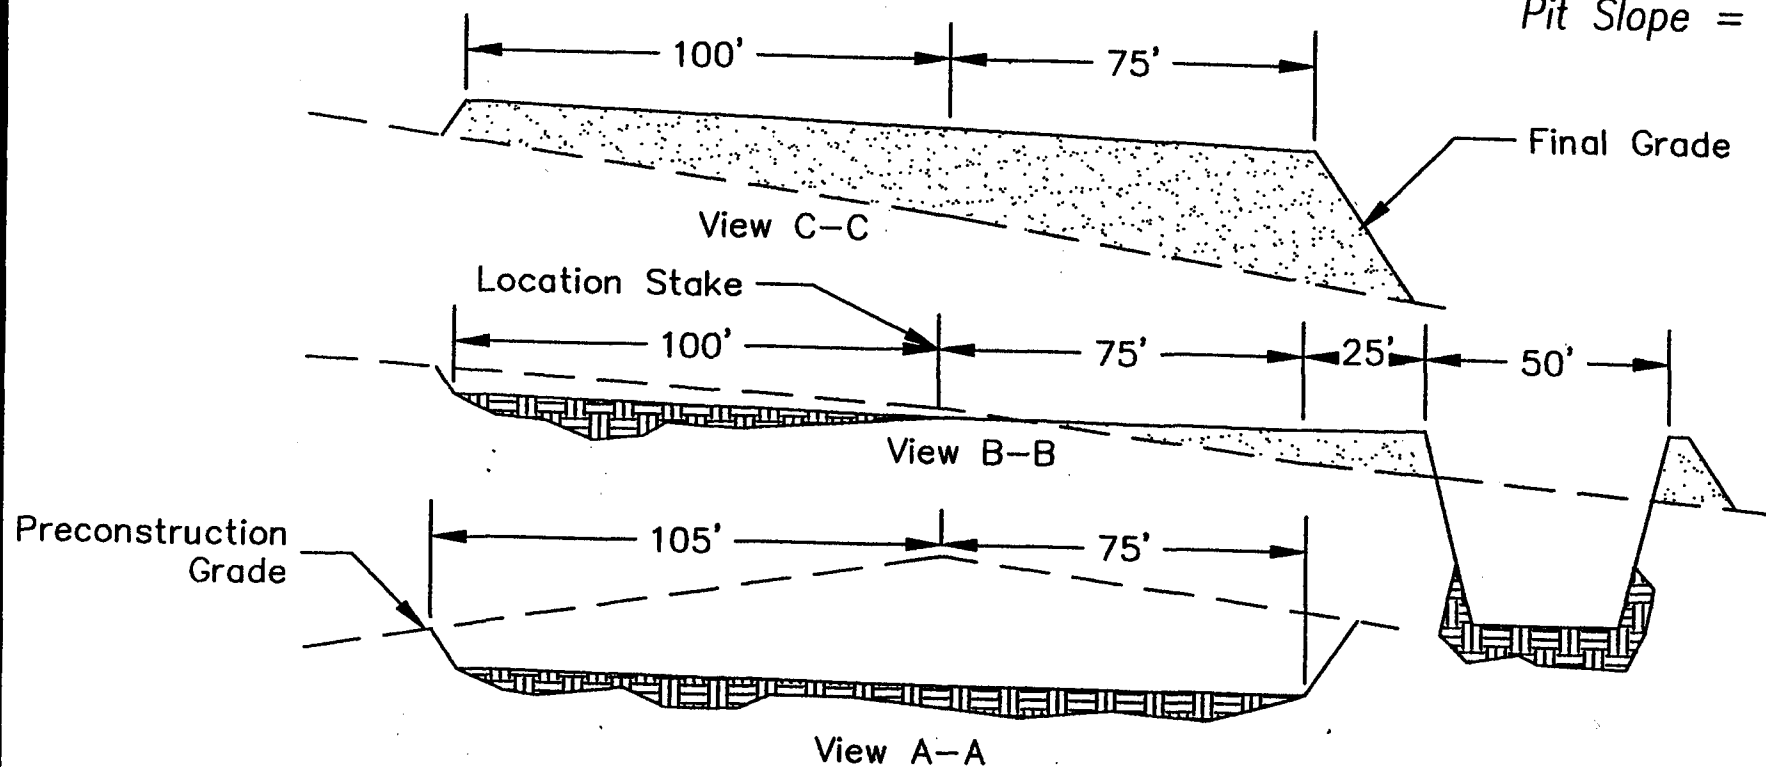 Pit Slope =
100' 75'
Final Grade
View C-C
Location Stake
100' 75' 25' 50'
View B-B
Preconstruction
Grade
105' 75'
View A-A